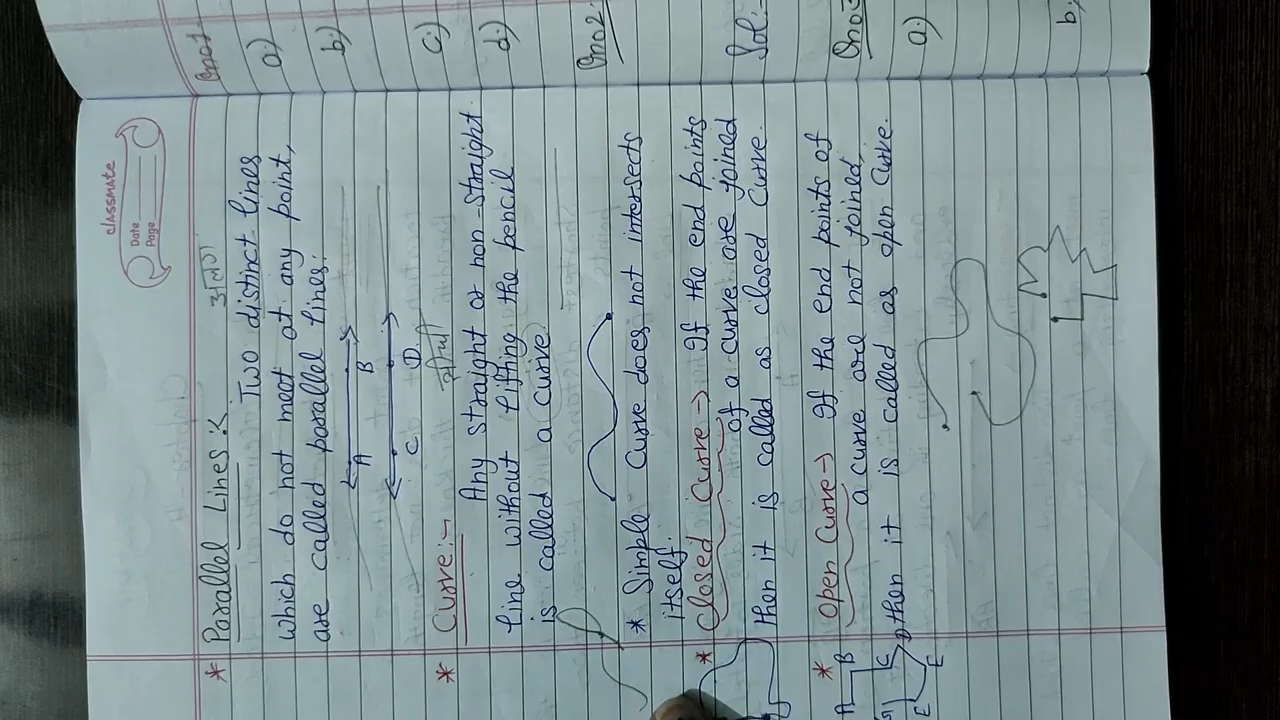 classmate
Date
Page
अलग
* Parallel Lines :-
Two distinct lines
which do not meet at any point,
are called parallel lines.
A B
C D
* Curve:-
Any straight or non-straight
line without lifting the pencil
is called a curve.
* Simple Curve does not intersects
itself.
* Closed Curve → If the end points
of a curve are joined
then it is called as closed curve.
* Open Curve → If the end points of
a curve are not joined,
then it is called as open curve.
A B
C
D
E E
Qno1
a)
b)
c)
d)
Qno2.
Sol:-
a)
b)